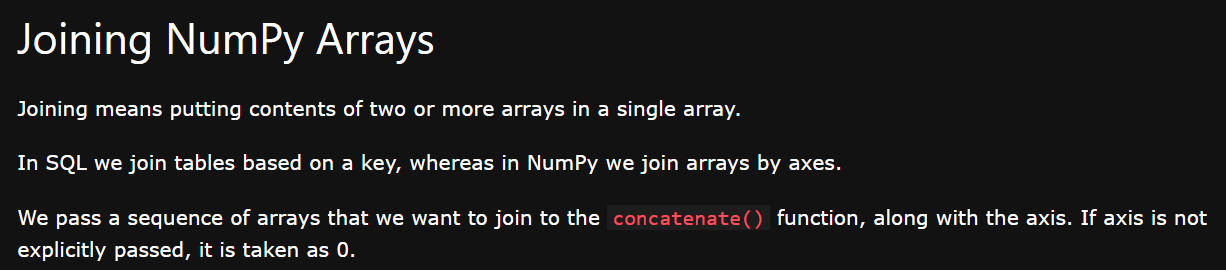 Joining NumPy Arrays
Joining means putting contents of two or more arrays in a single array.
In SQL we join tables based on a key, whereas in NumPy we join arrays by axes.
We pass a sequence of arrays that we want to join to the concatenate() function, along with the axis. If axis is not
explicitly passed, it is taken as 0.